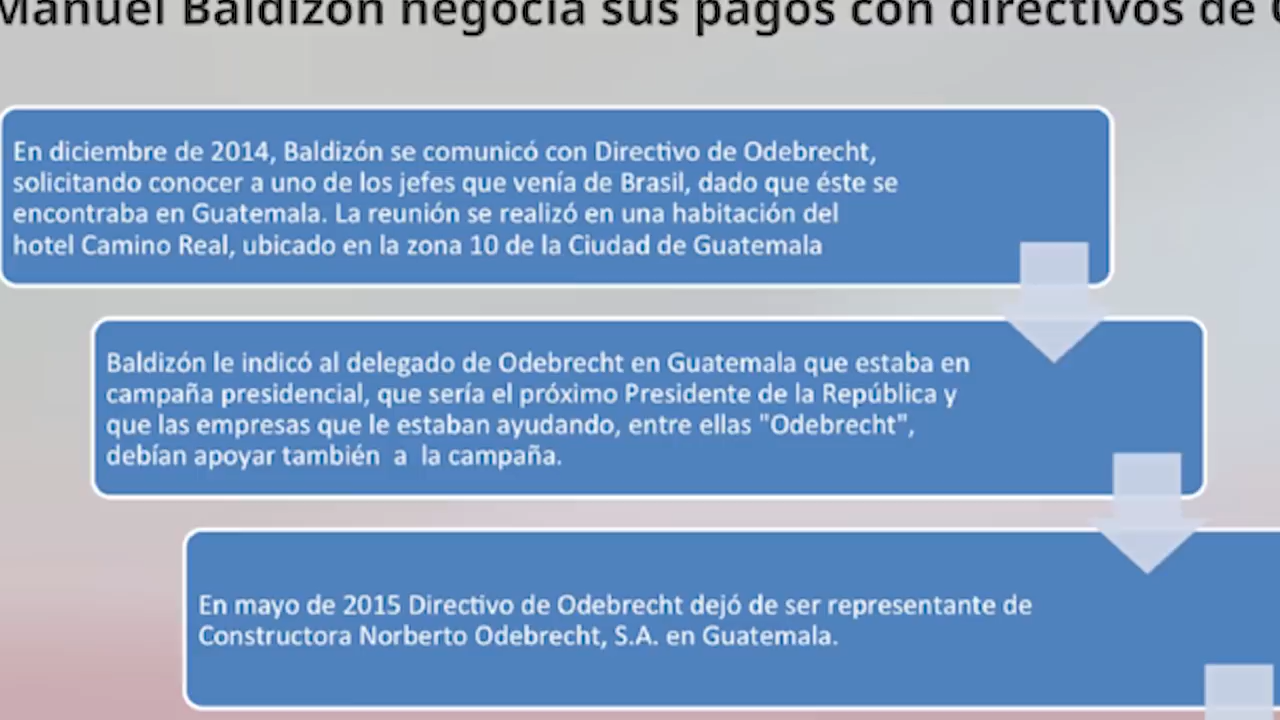 Manuel Baldizón negocia sus pagos con directivos de
En diciembre de 2014, Baldizón se comunicó con Directivo de Odebrecht,
solicitando conocer a uno de los jefes que venía de Brasil, dado que éste se
encontraba en Guatemala. La reunión se realizó en una habitación del
hotel Camino Real, ubicado en la zona 10 de la Ciudad de Guatemala
Baldizón le indicó al delegado de Odebrecht en Guatemala que estaba en
campaña presidencial, que sería el próximo Presidente de la República y
que las empresas que le estaban ayudando, entre ellas "Odebrecht",
debían apoyar también a la campaña.
En mayo de 2015 Directivo de Odebrecht dejó de ser representante de
Constructora Norberto Odebrecht, S.A. en Guatemala.